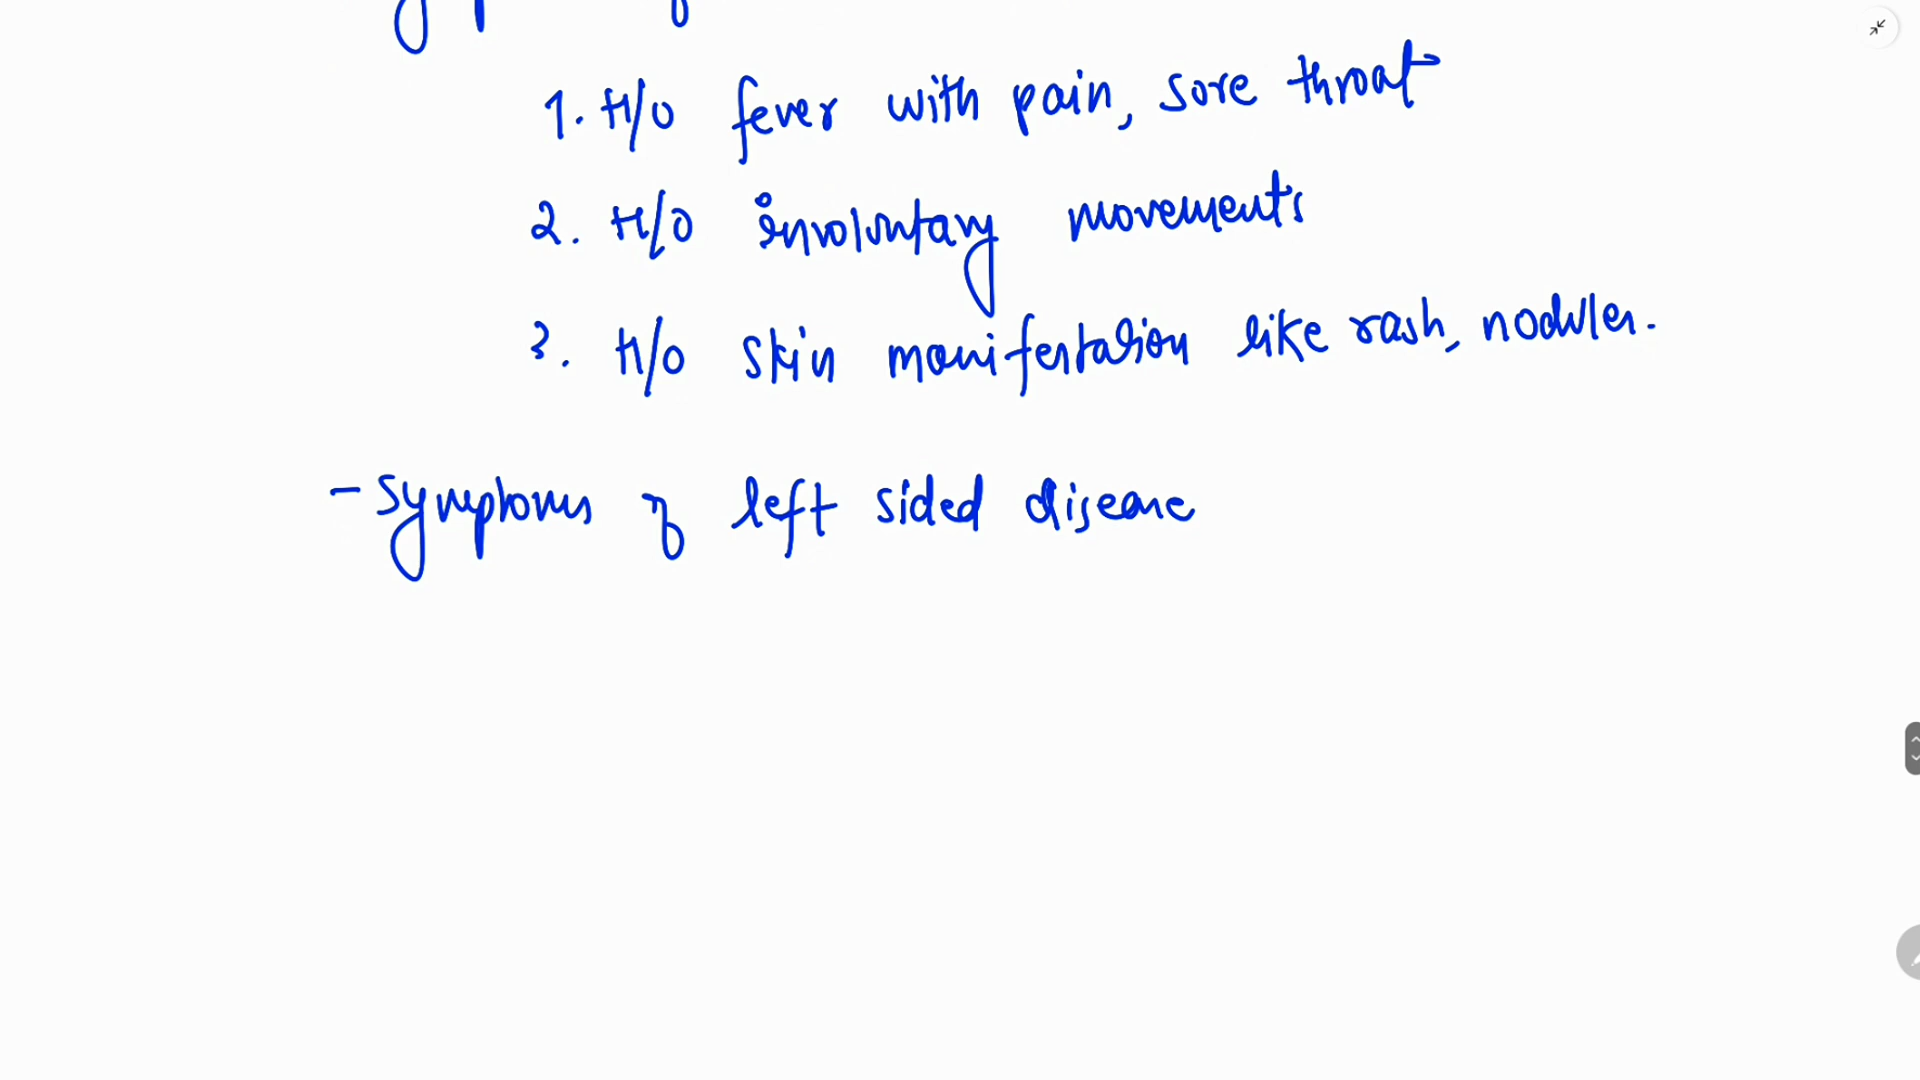 1. H/O fever with pain, sore throat
2. H/O involuntary movements
3. H/O skin manifestation like rash, nodules.
- Symptoms of left sided disease